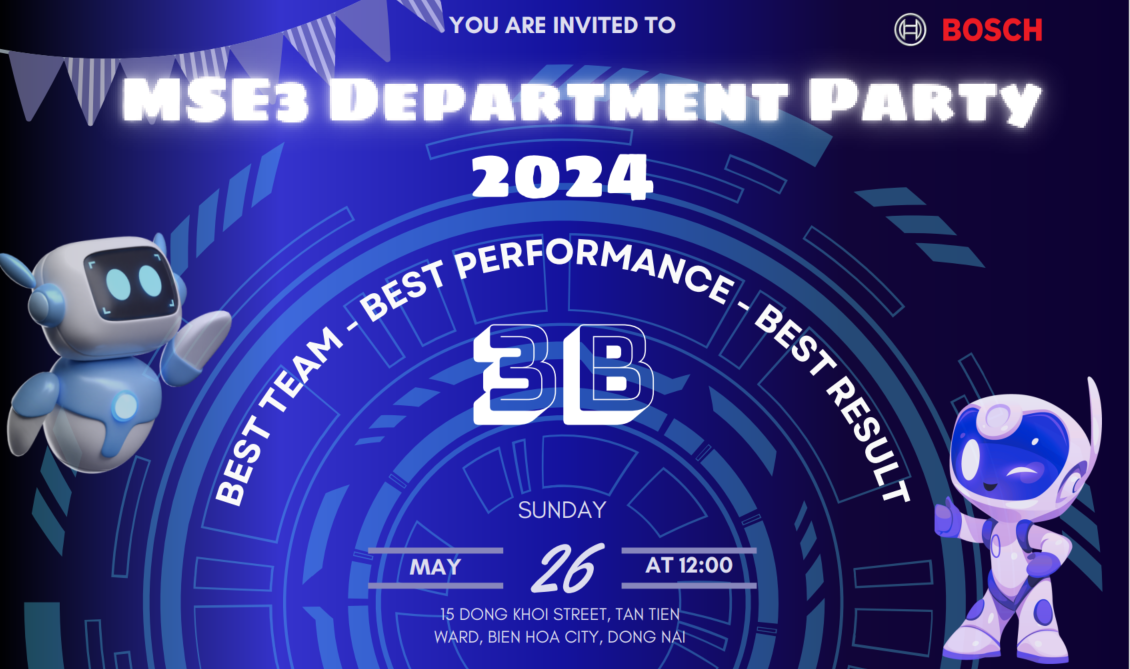 YOU ARE INVITED TO
BOSCH
MSE3 DEPARTMENT PARTY
2024
BEST TEAM - BEST PERFORMANCE - BEST RESULT
3B
SUNDAY
MAY 26 AT 12:00
15 DONG KHOI STREET, TAN TIEN
WARD, BIEN HOA CITY, DONG NAI